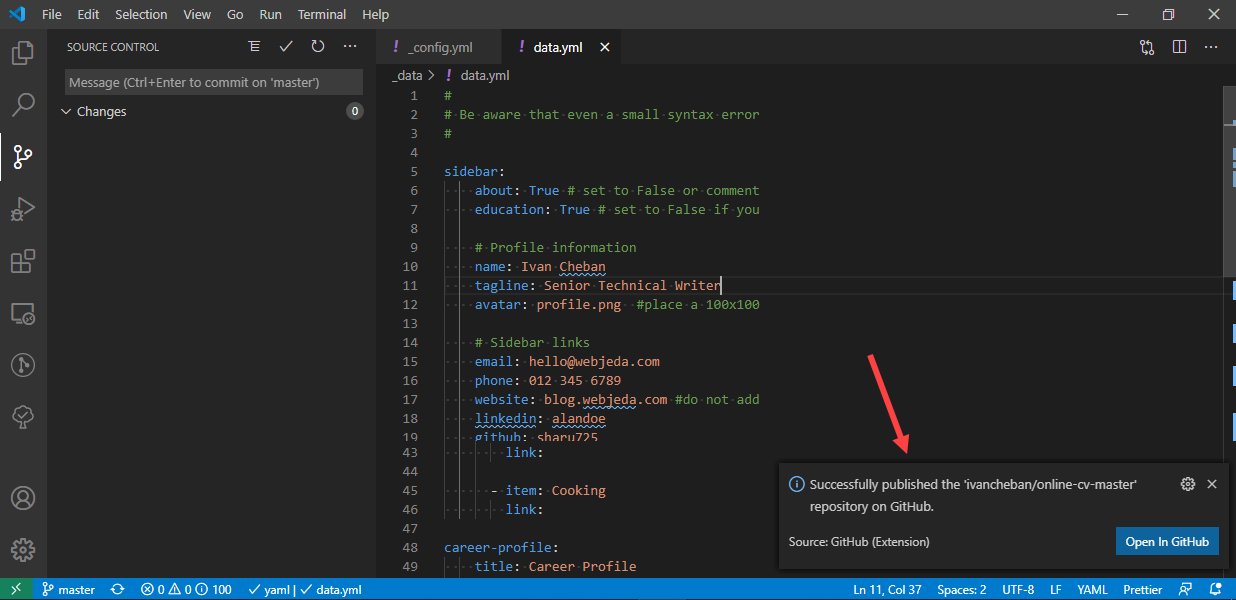 File Edit Selection View Go Run Terminal Help
SOURCE CONTROL
Message (Ctrl+Enter to commit on 'master')
Changes 0
! _config.yml
! data.yml
_data > ! data.yml
1 #
2 # Be aware that even a small syntax error
3 #
4
5 sidebar:
6 about: True # set to False or comment
7 education: True # set to False if you
8
9 # Profile information
10 name: Ivan Cheban
11 tagline: Senior Technical Writer
12 avatar: profile.png #place a 100x100
13
14 # Sidebar links
15 email: hello@webjeda.com
16 phone: 012 345 6789
17 website: blog.webjeda.com #do not add
18 linkedin: alandoe
19 github: sharu725
43 link:
44
45 - item: Cooking
46 link:
47
48 career-profile:
49 title: Career Profile
Successfully published the 'ivancheban/online-cv-master'
repository on GitHub.
Source: GitHub (Extension)
Open In GitHub
master 0 0 100 yaml | data.yml Ln 11, Col 37 Spaces: 2 UTF-8 LF YAML Prettier